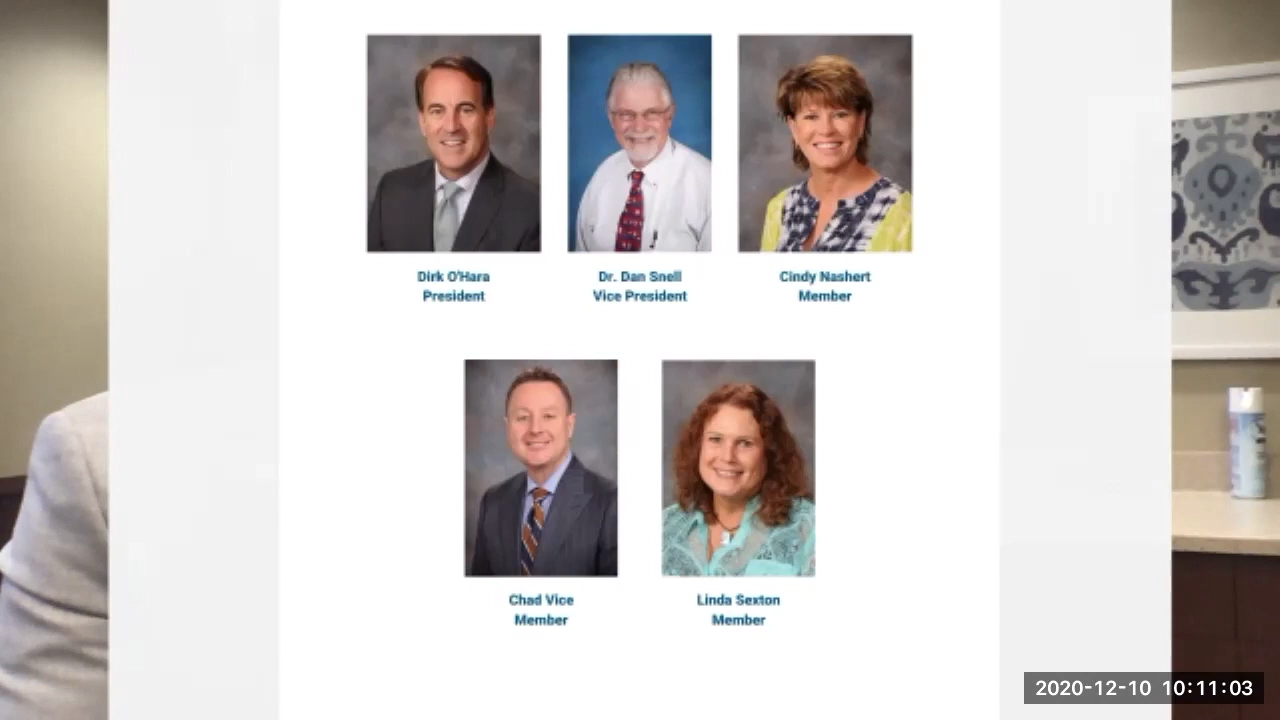 Dirk O'Hara
President
Dr. Dan Snell
Vice President
Cindy Nashert
Member
Chad Vice
Member
Linda Sexton
Member
2020-12-10 10:11:03